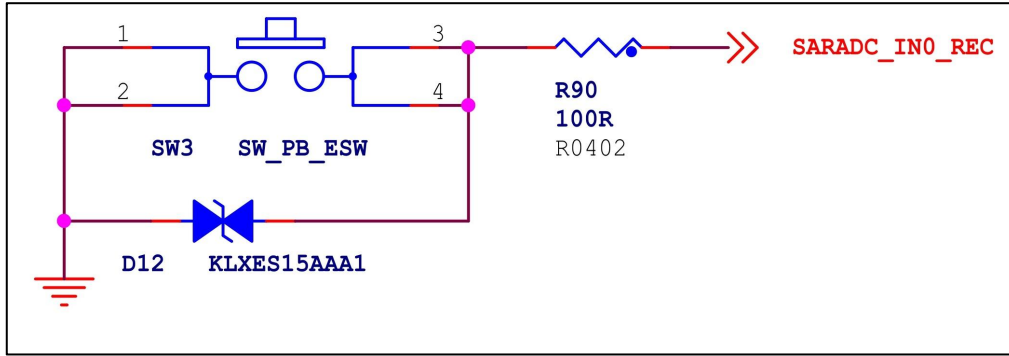 1
3
SARADC_IN0_REC
2
4
R90
100R
R0402
SW3 SW_PB_ESW
D12 KLXES15AAA1